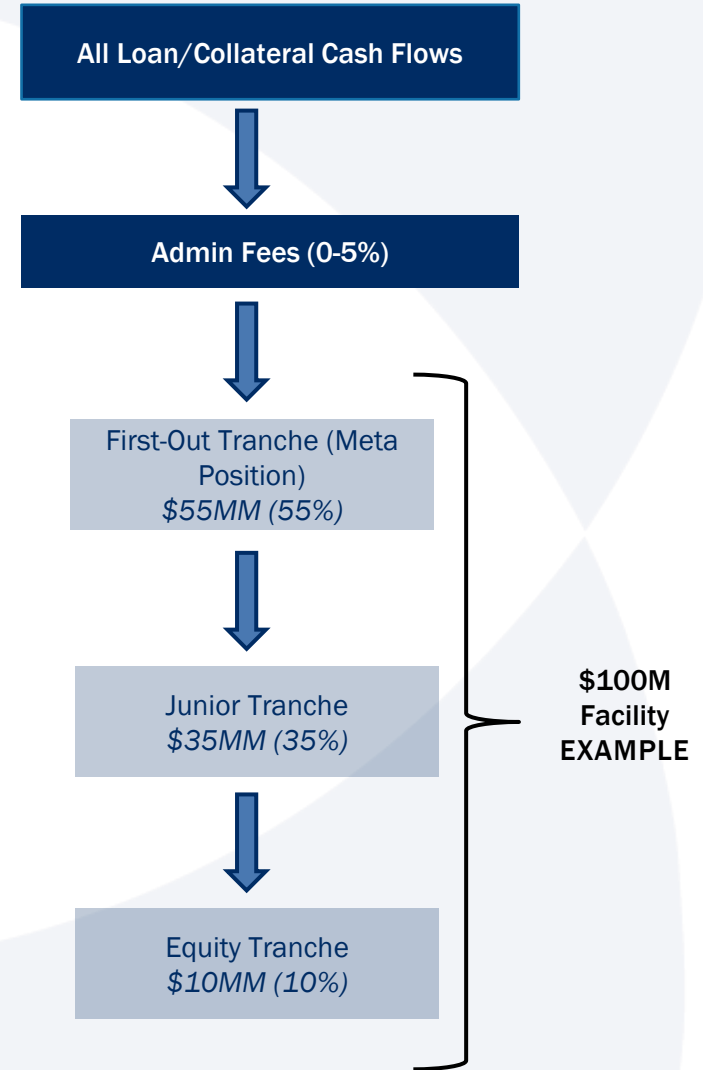 All Loan/Collateral Cash Flows
Admin Fees (0-5%)
First-Out Tranche (Meta
Position)
$55MM (55%)
Junior Tranche
$35MM (35%)
Equity Tranche
$10MM (10%)
$100M
Facility
EXAMPLE